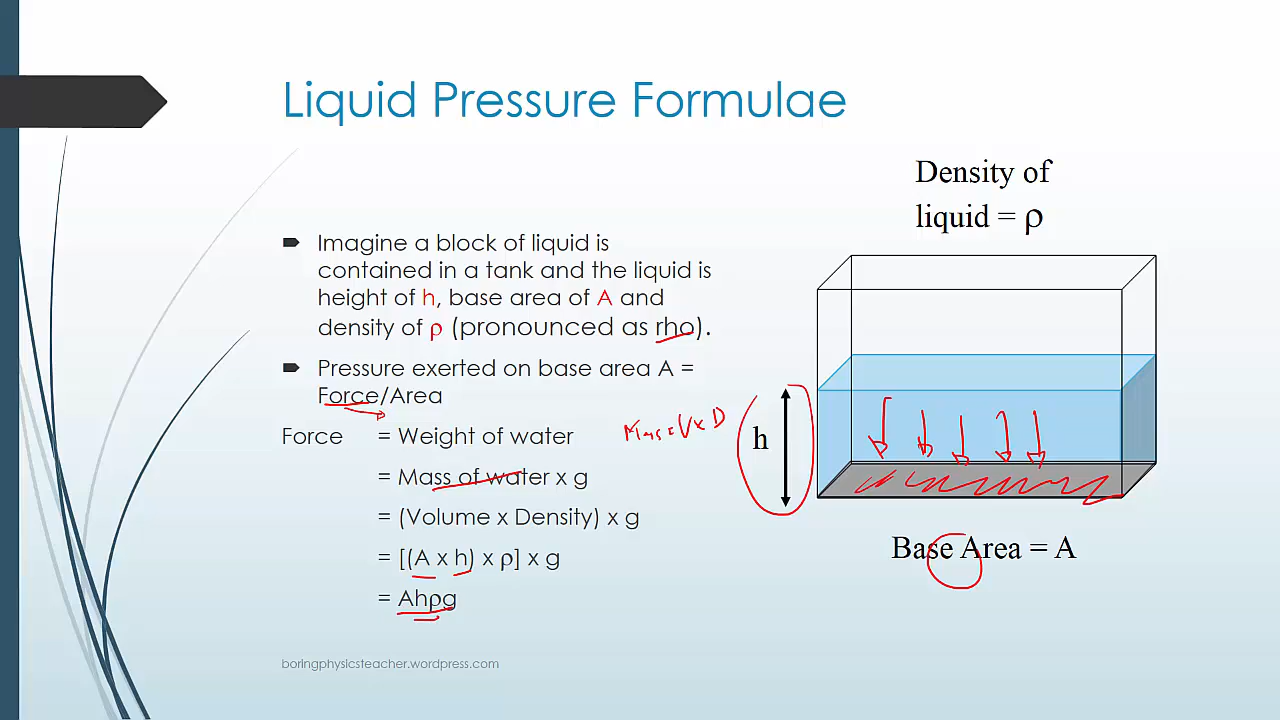 Liquid Pressure Formulae
Density of
liquid = ρ
Imagine a block of liquid is
contained in a tank and the liquid is
height of h, base area of A and
density of ρ (pronounced as rho).
Pressure exerted on base area A =
Force/Area
Force = Weight of water
= Mass of water x g
= (Volume x Density) x g
= [(A x h) x ρ] x g
= Ahρg
Mass = V x D
h
Base Area = A
boringphysicsteacher.wordpress.com